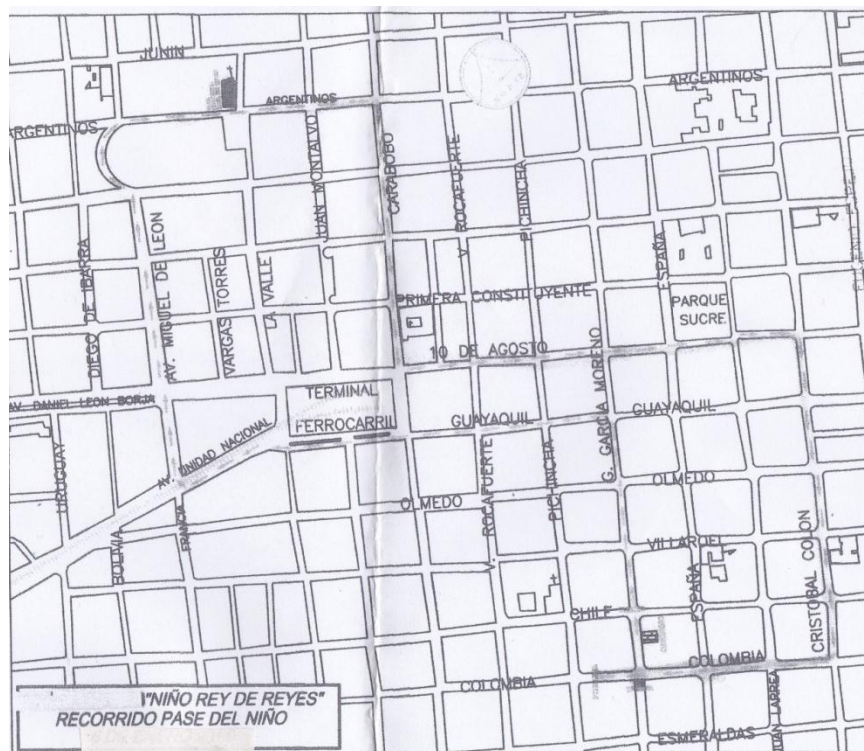 JUNIN
ARGENTINOS
ARGENTINOS
ARGENTINOS
JUAN MONTALVO
CARABOBO
V. ROCAFUERTE
PICHINCHA
DIEGO DE IBARRA
AV. MIGUEL DE LEON
VARGAS TORRES
LA VALLE
ESPAÑA
PRIMERA CONSTITUYENTE
PARQUE
SUCRE
10 DE AGOSTO
G. GARCIA MORENO
TERMINAL
FERROCARRIL
AV. DANIEL LEON BORJA
GUAYAQUIL
GUAYAQUIL
AV. UNIDAD NACIONAL
URUGUAY
V. ROCAFUERTE
PICHINCHA
OLMEDO
OLMEDO
BOLIVIA
FRANCIA
VILLAROEL
ESPAÑA
CRISTOBAL COLON
CHILE
COLOMBIA
COLOMBIA
ESMERALDAS
LARREA
"NIÑO REY DE REYES"
RECORRIDO PASE DEL NIÑO